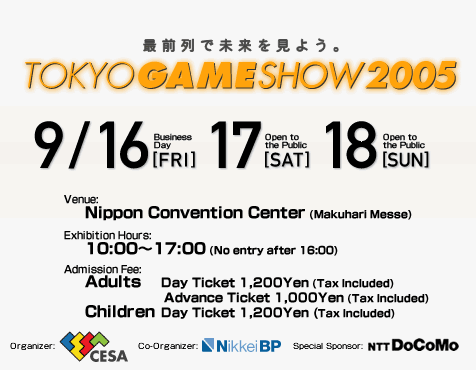 最前列で未来を見よう。
TOKYO GAME SHOW 2005
9/16 Business Day [FRI] 17 Open to the Public [SAT] 18 Open to the Public [SUN]
Venue:
Nippon Convention Center (Makuhari Messe)
Exhibition Hours:
10:00～17:00 (No entry after 16:00)
Admission Fee:
Adults Day Ticket 1,200Yen (Tax Included)
Advance Ticket 1,000Yen (Tax Included)
Children Day Ticket 1,200Yen (Tax Included)
Organizer: CESA Co-Organizer: Nikkei BP Special Sponsor: NTT DoCoMo